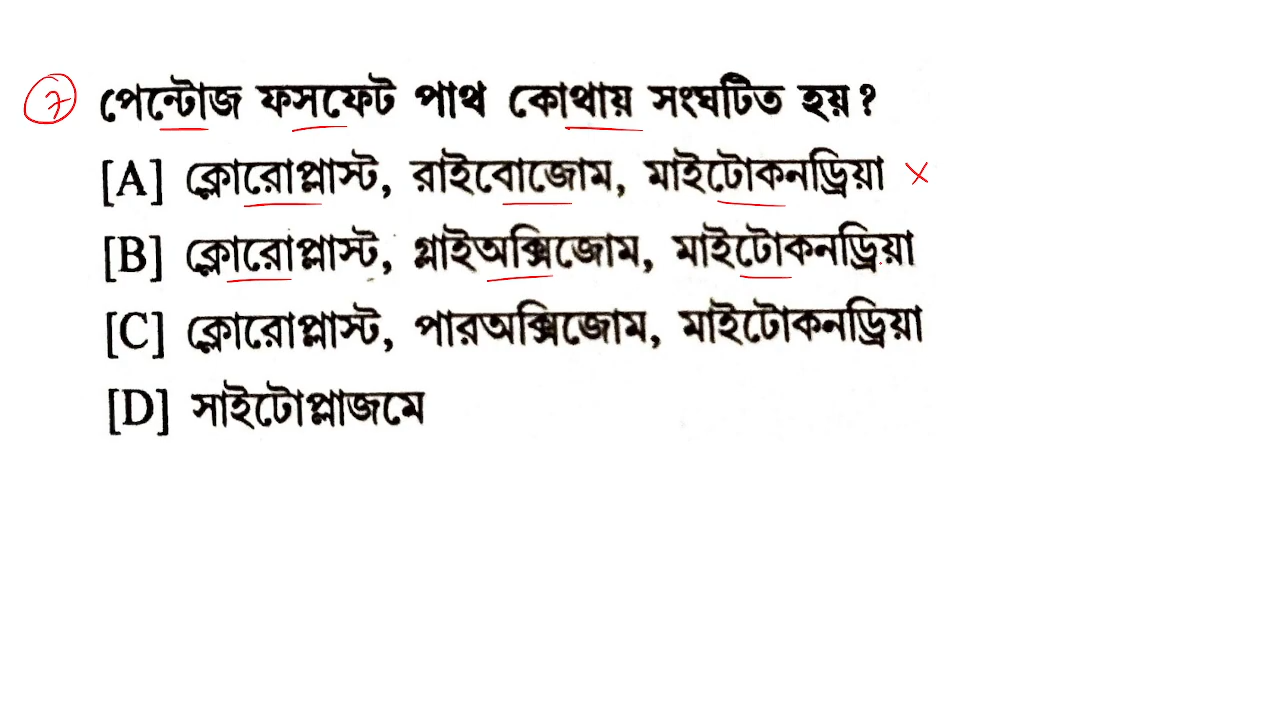 ৭ পেন্টোজ ফসফেট পাথ কোথায় সংঘটিত হয়?
[A] ক্লোরোপ্লাস্ট, রাইবোজোম, মাইটোকনড্রিয়া ×
[B] ক্লোরোপ্লাস্ট, গ্লাইঅক্সিজোম, মাইটোকনড্রিয়া
[C] ক্লোরোপ্লাস্ট, পারঅক্সিজোম, মাইটোকনড্রিয়া
[D] সাইটোপ্লাজমে